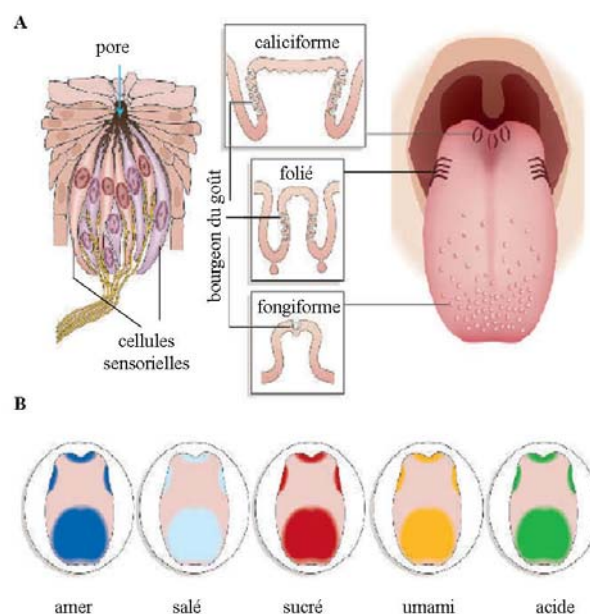 A
pore
caliciforme
folié
bourgeon du goût
fongiforme
cellules
sensorielles
B
amer
salé
sucré
umami
acide